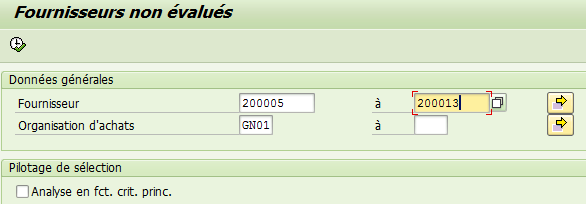 Fournisseurs non évalués
Données générales
Fournisseur 200005 à 200013
Organisation d'achats GN01 à
Pilotage de sélection
Analyse en fct. crit. princ.